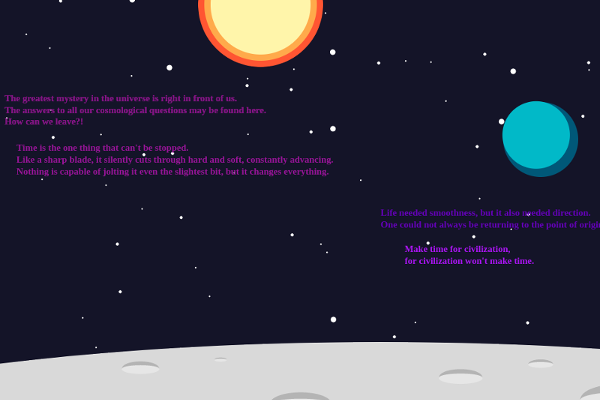 The greatest mystery in the universe is right in front of us.
The answers to all our cosmological questions may be found here.
How can we leave?!
Time is the one thing that can't be stopped.
Like a sharp blade, it silently cuts through hard and soft, constantly advancing.
Nothing is capable of jolting it even the slightest bit, but it changes everything.
Life needed smoothness, but it also needed direction.
One could not always be returning to the point of origin
Make time for civilization,
for civilization won't make time.